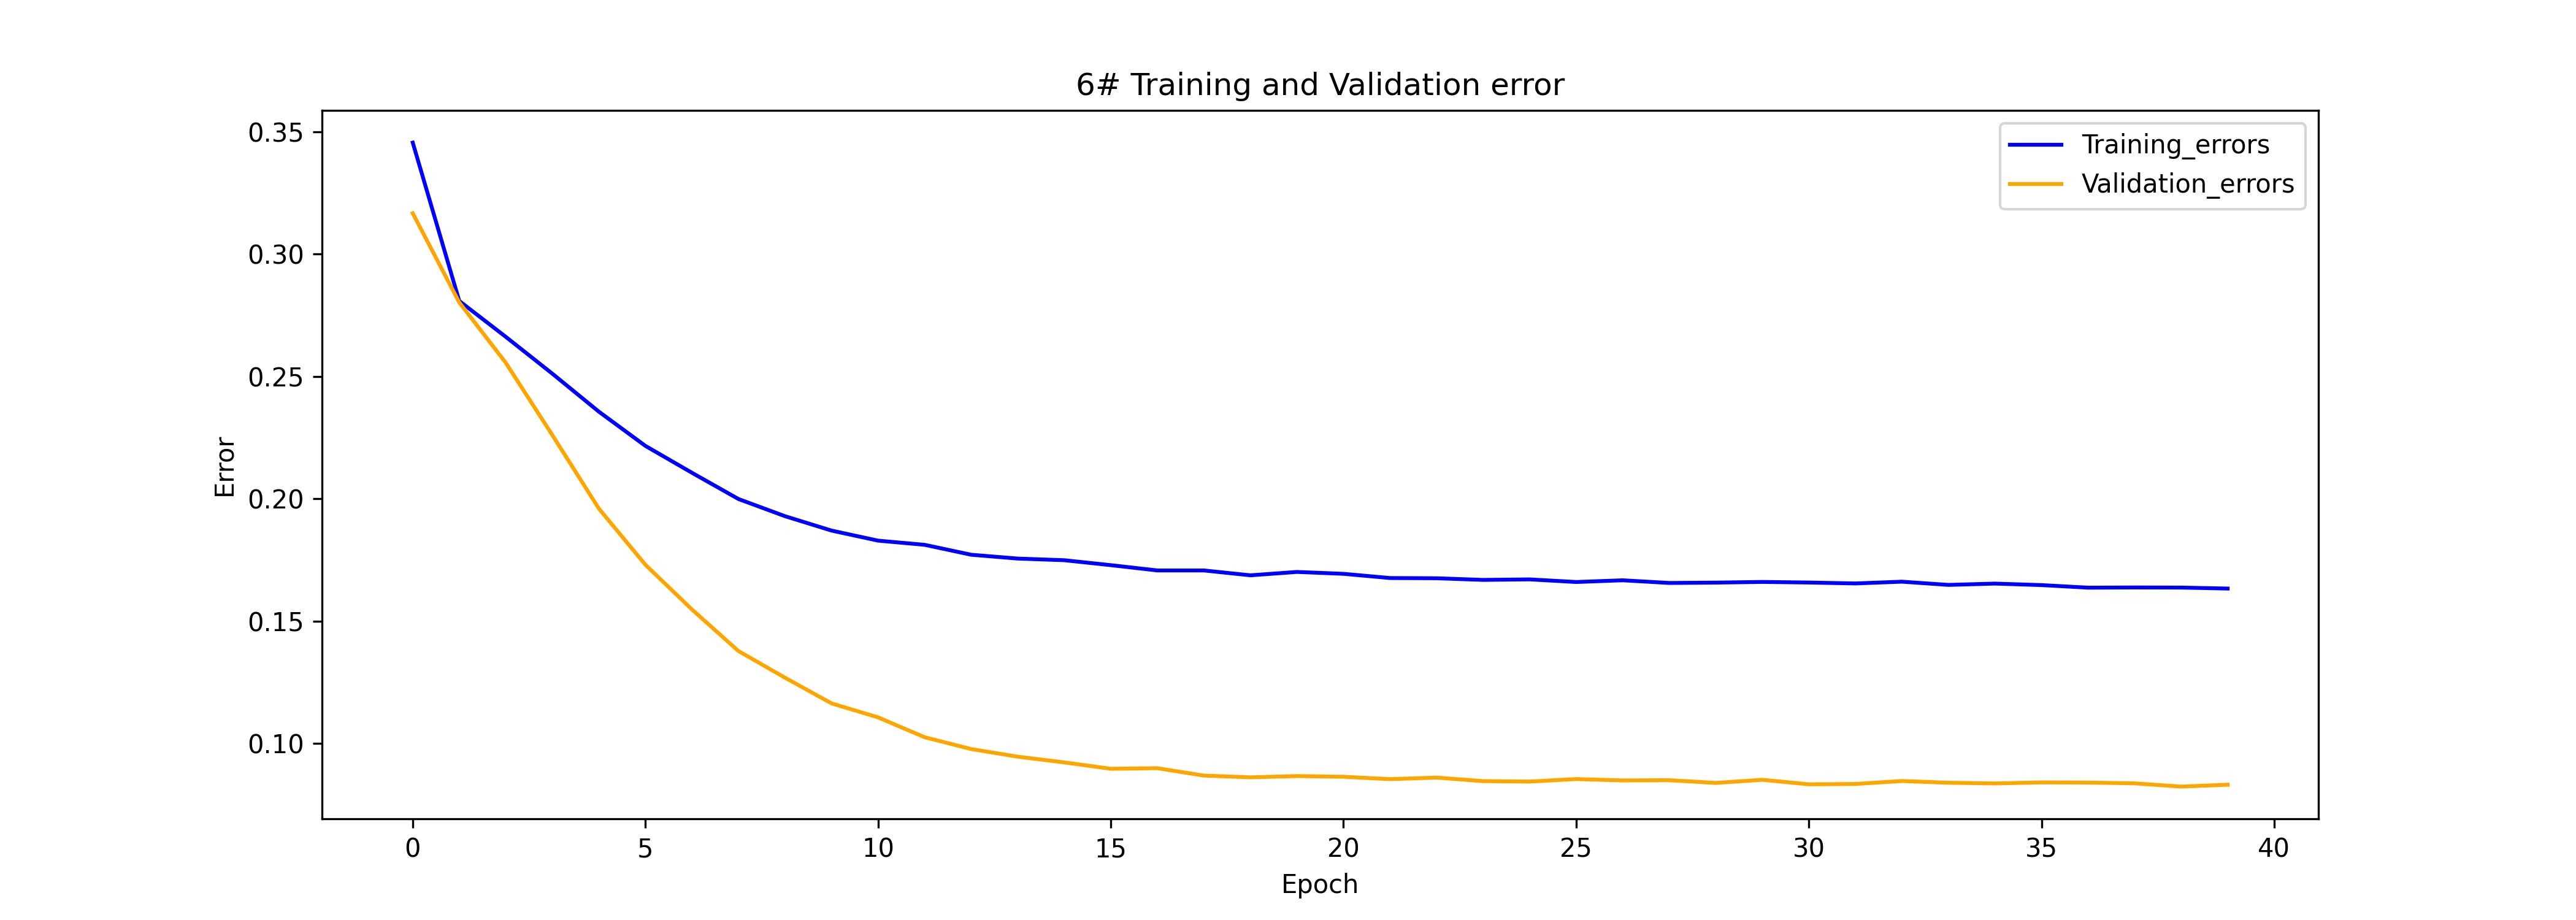 6# Training and Validation error
Training_errors
Validation_errors
0.35
0.30
0.25
0.20
0.15
0.10
Error
0 5 10 15 20 25 30 35 40
Epoch